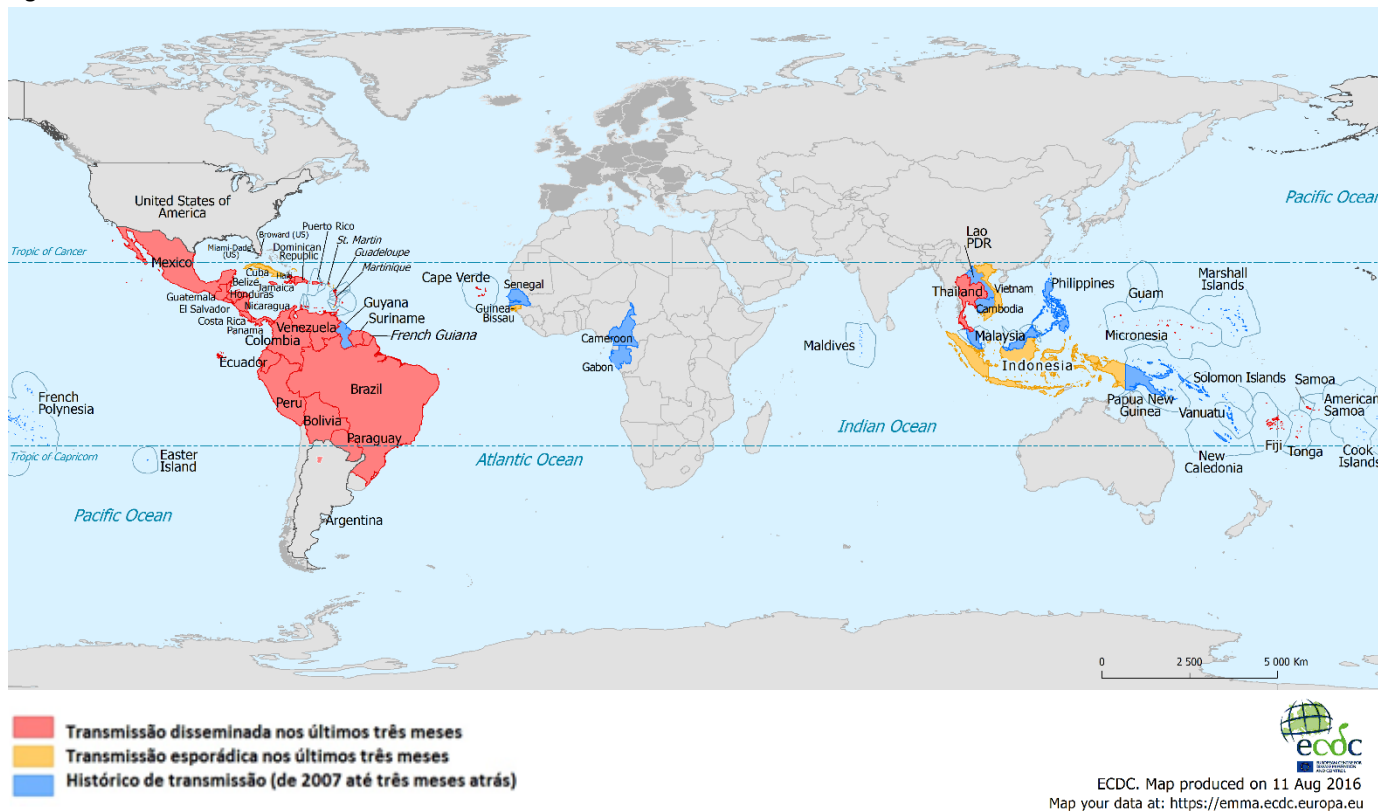 United States of
America
Pacific Ocean
Tropic of Cancer
Broward (US)
Miami-Dade
(US)
Puerto Rico
Dominican
Republic
St. Martin
Guadeloupe
Martinique
Mexico
Cuba
Haiti
Belize
Jamaica
Guatemala
Honduras
El Salvador
Nicaragua
Costa Rica
Panama
Venezuela
Colombia
Guyana
Suriname
French Guiana
Ecuador
Brazil
Peru
Bolivia
Paraguay
Argentina
French
Polynesia
Easter
Island
Tropic of Capricorn
Pacific Ocean
Atlantic Ocean
Cape Verde
Senegal
Guinea-
Bissau
Cameroon
Gabon
Maldives
Indian Ocean
Lao
PDR
Thailand
Vietnam
Cambodia
Philippines
Malaysia
Indonesia
Guam
Marshall
Islands
Micronesia
Solomon Islands
Samoa
American
Samoa
Papua New
Guinea
Vanuatu
New
Caledonia
Fiji
Tonga
Cook
Islands
0 2 500 5 000 Km
Transmissão disseminada nos últimos três meses
Transmissão esporádica nos últimos três meses
Histórico de transmissão (de 2007 até três meses atrás)
ecdc
EUROPEAN CENTRE FOR
DISEASE PREVENTION
AND CONTROL
ECDC. Map produced on 11 Aug 2016
Map your data at: https://emma.ecdc.europa.eu